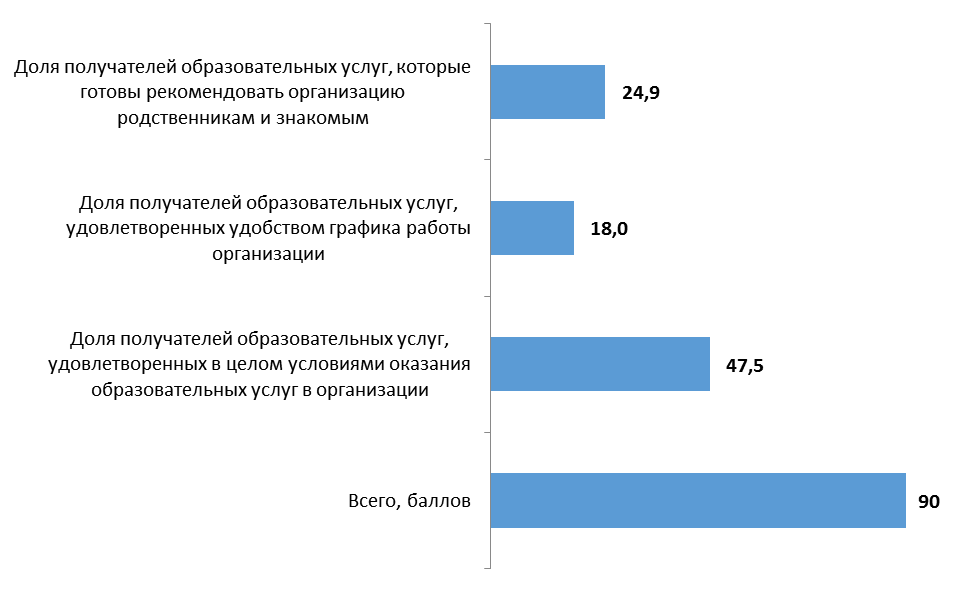 Доля получателей образовательных услуг, которые
готовы рекомендовать организацию
родственникам и знакомым
24,9
Доля получателей образовательных услуг,
удовлетворенных удобством графика работы
организации
18,0
Доля получателей образовательных услуг,
удовлетворенных в целом условиями оказания
образовательных услуг в организации
47,5
Всего, баллов
90